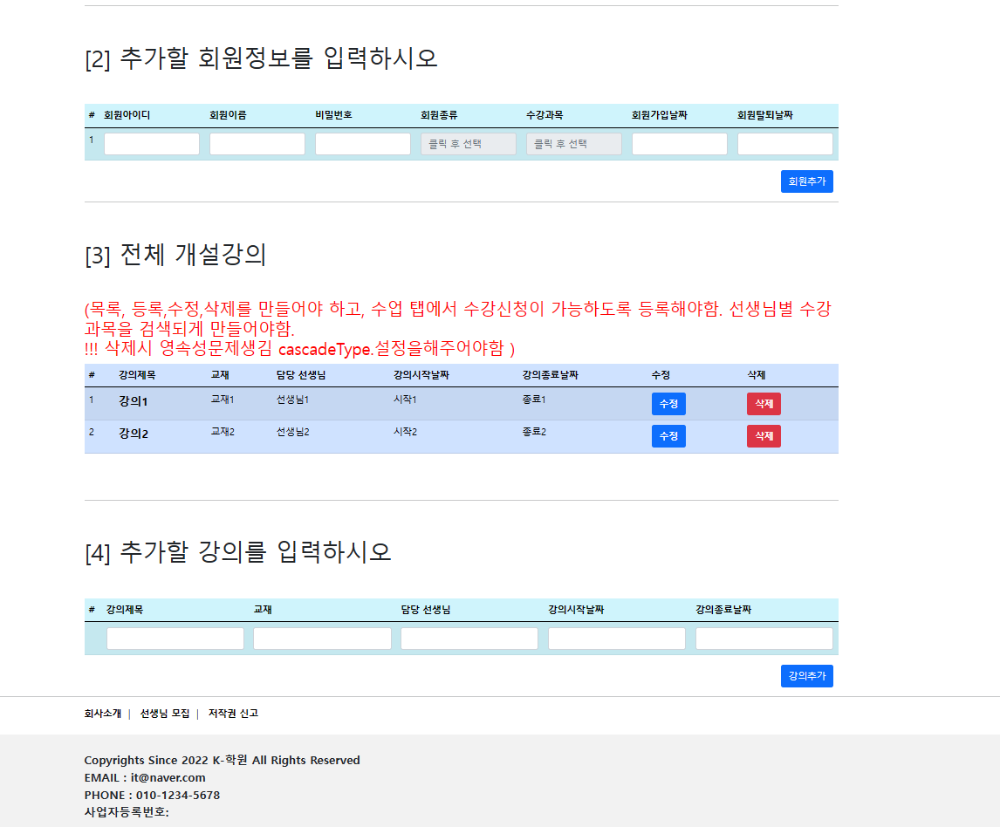 [2] 추가할 회원정보를 입력하시오
# 회원아이디 회원이름 비밀번호 회원종류 수강과목 회원가입날짜 회원탈퇴날짜
1 클릭 후 선택 클릭 후 선택
회원추가
[3] 전체 개설강의
(목록, 등록,수정,삭제를 만들어야 하고, 수업 탭에서 수강신청이 가능하도록 등록해야함. 선생님별 수강
과목을 검색되게 만들어야함.
!!! 삭제시 영속성문제생김 cascadeType.설정을해주어야함 )
# 강의제목 교재 담당 선생님 강의시작날짜 강의종료날짜 수정 삭제
1 강의1 교재1 선생님1 시작1 종료1 수정 삭제
2 강의2 교재2 선생님2 시작2 종료2 수정 삭제
[4] 추가할 강의를 입력하시오
# 강의제목 교재 담당 선생님 강의시작날짜 강의종료날짜
강의추가
회사소개 | 선생님 모집 | 저작권 신고
Copyrights Since 2022 K-학원 All Rights Reserved
EMAIL : it@naver.com
PHONE : 010-1234-5678
사업자등록번호: